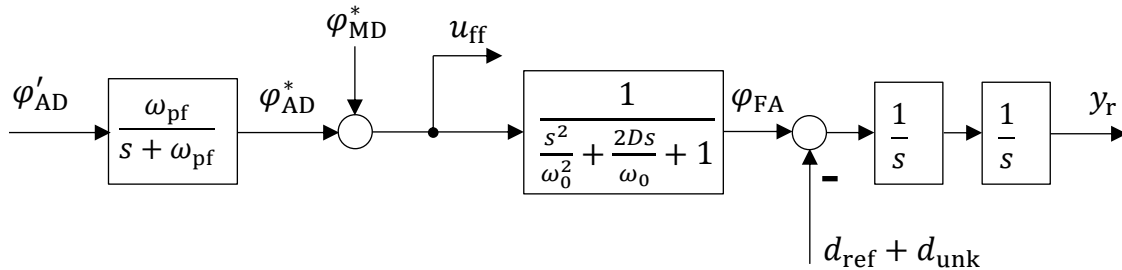 φ*MD
uff
φ′AD
ωpf
s + ωpf
φ*AD
1
s²/ω₀² + 2Ds/ω₀ + 1
φFA
1
s
1
s
yr
-
dref + dunk